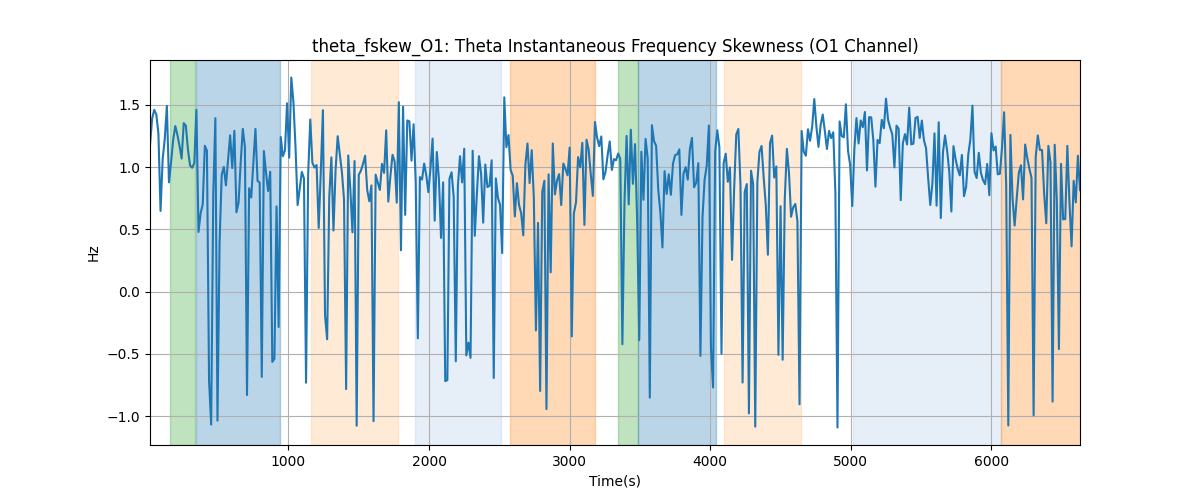 theta_fskew_O1: Theta Instantaneous Frequency Skewness (O1 Channel)
Hz
1.5
1.0
0.5
0.0
−0.5
−1.0
1000 2000 3000 4000 5000 6000
Time(s)